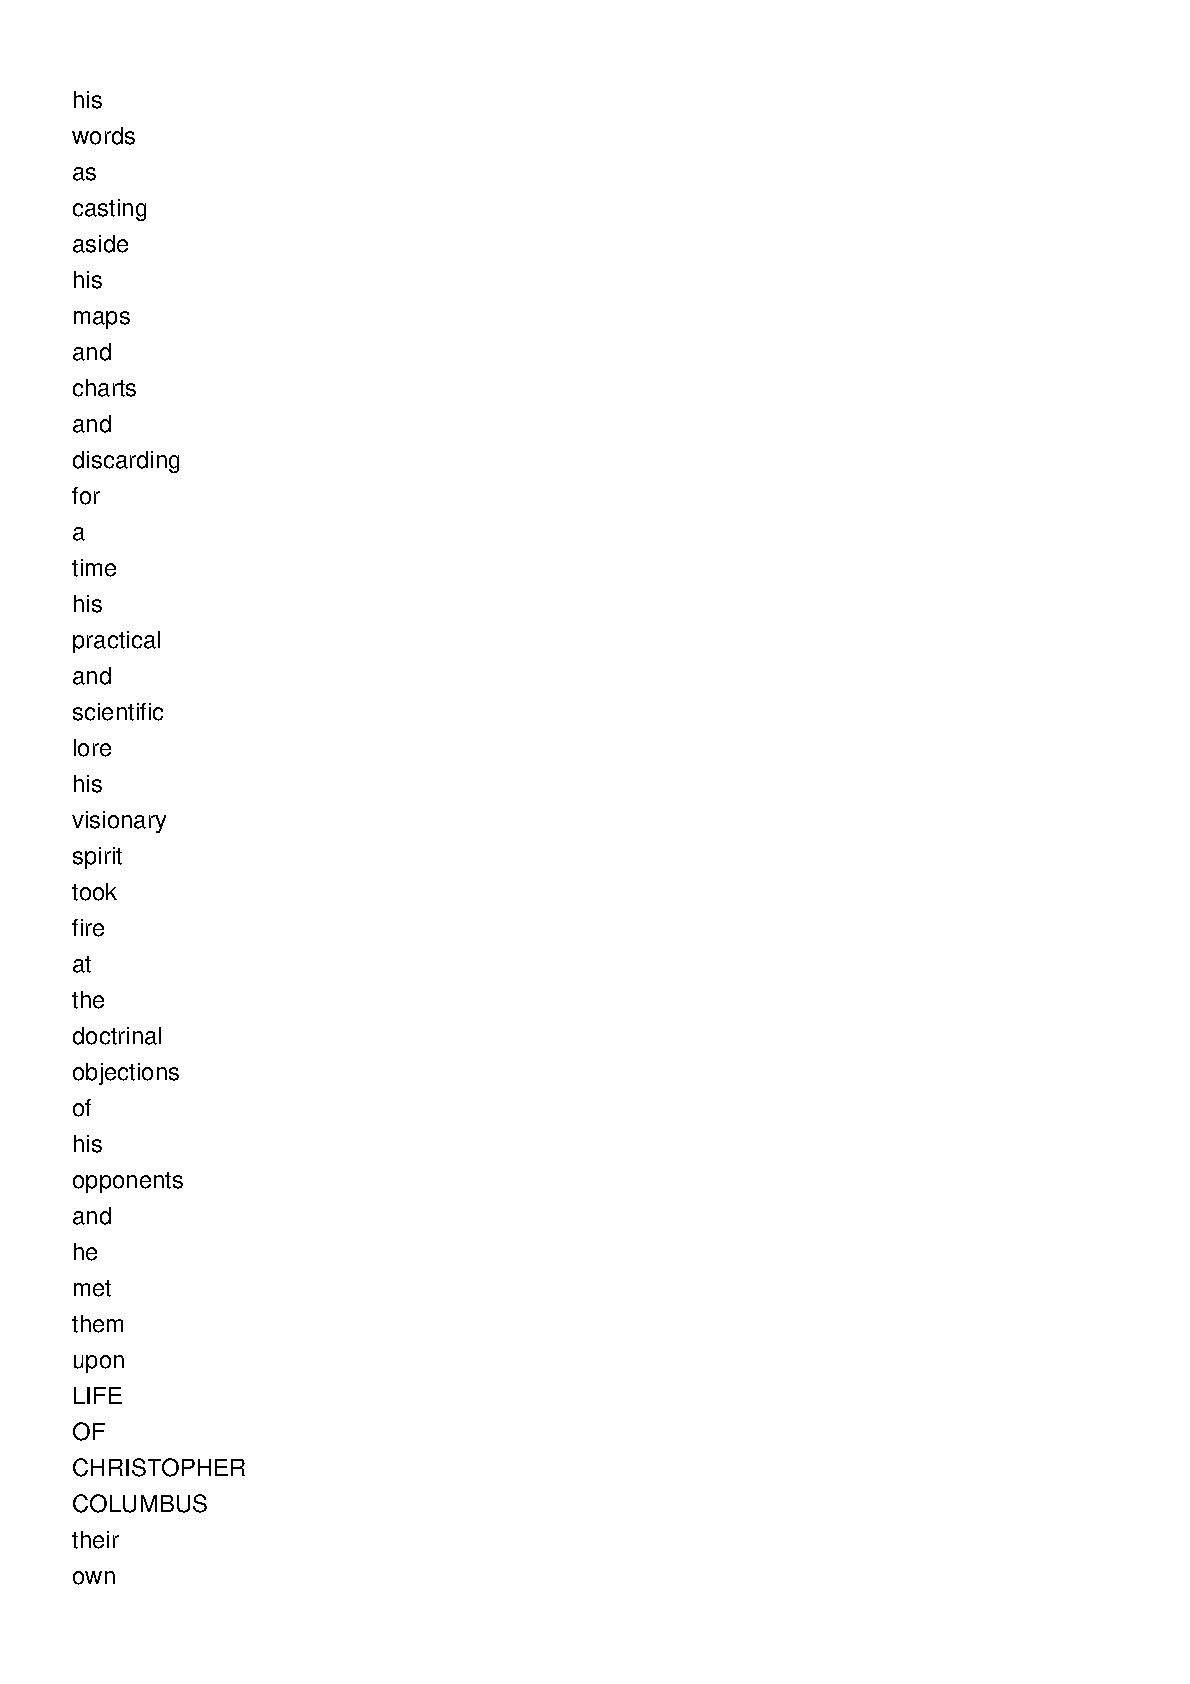 his
words
as
casting
aside
his
maps
and
charts
and
discarding
for
a
time
his
practical
and
scientific
lore
his
visionary
spirit
took
fire
at
the
doctrinal
objections
of
his
opponents
and
he
met
them
upon
LIFE
OF
CHRISTOPHER
COLUMBUS
their
own